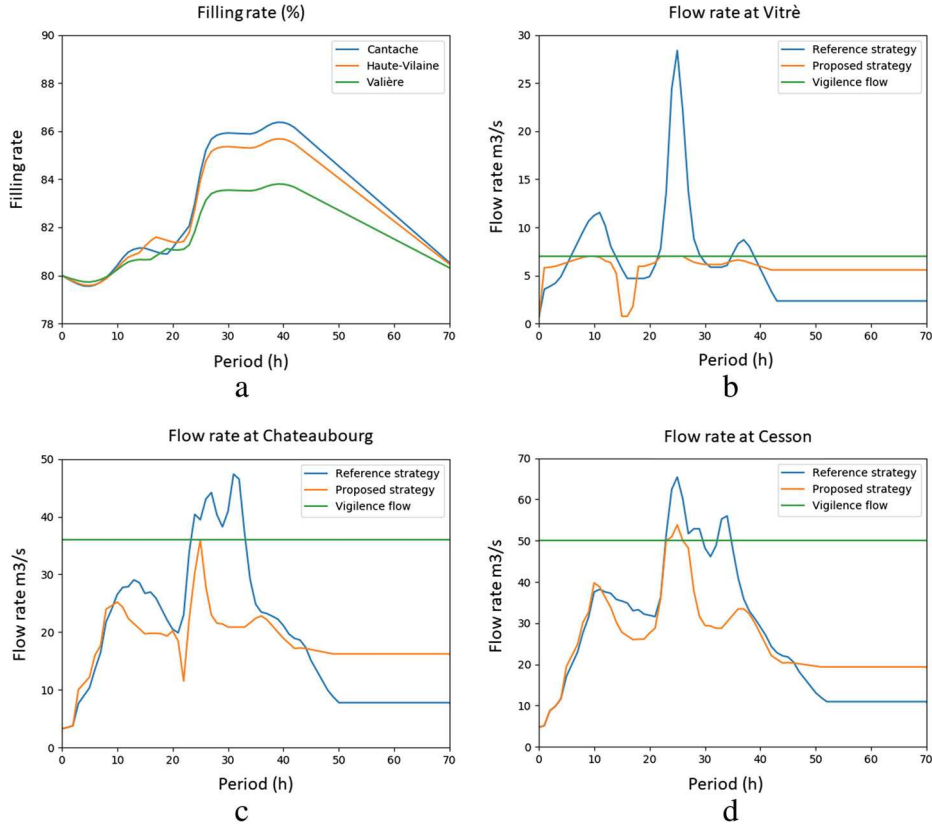 Filling rate (%)
90
88
86
84
82
80
78
Filling rate
Cantache
Haute-Vilaine
Valière
0 10 20 30 40 50 60 70
Period (h)
a
Flow rate at Vitrè
30
25
20
15
10
5
0
Flow rate m3/s
Reference strategy
Proposed strategy
Vigilence flow
0 10 20 30 40 50 60 70
Period (h)
b
Flow rate at Chateaubourg
50
40
30
20
10
0
Flow rate m3/s
Reference strategy
Proposed strategy
Vigilence flow
0 10 20 30 40 50 60 70
Period (h)
c
Flow rate at Cesson
70
60
50
40
30
20
10
0
Flow rate m3/s
Reference strategy
Proposed strategy
Vigilence flow
0 10 20 30 40 50 60 70
Period (h)
d